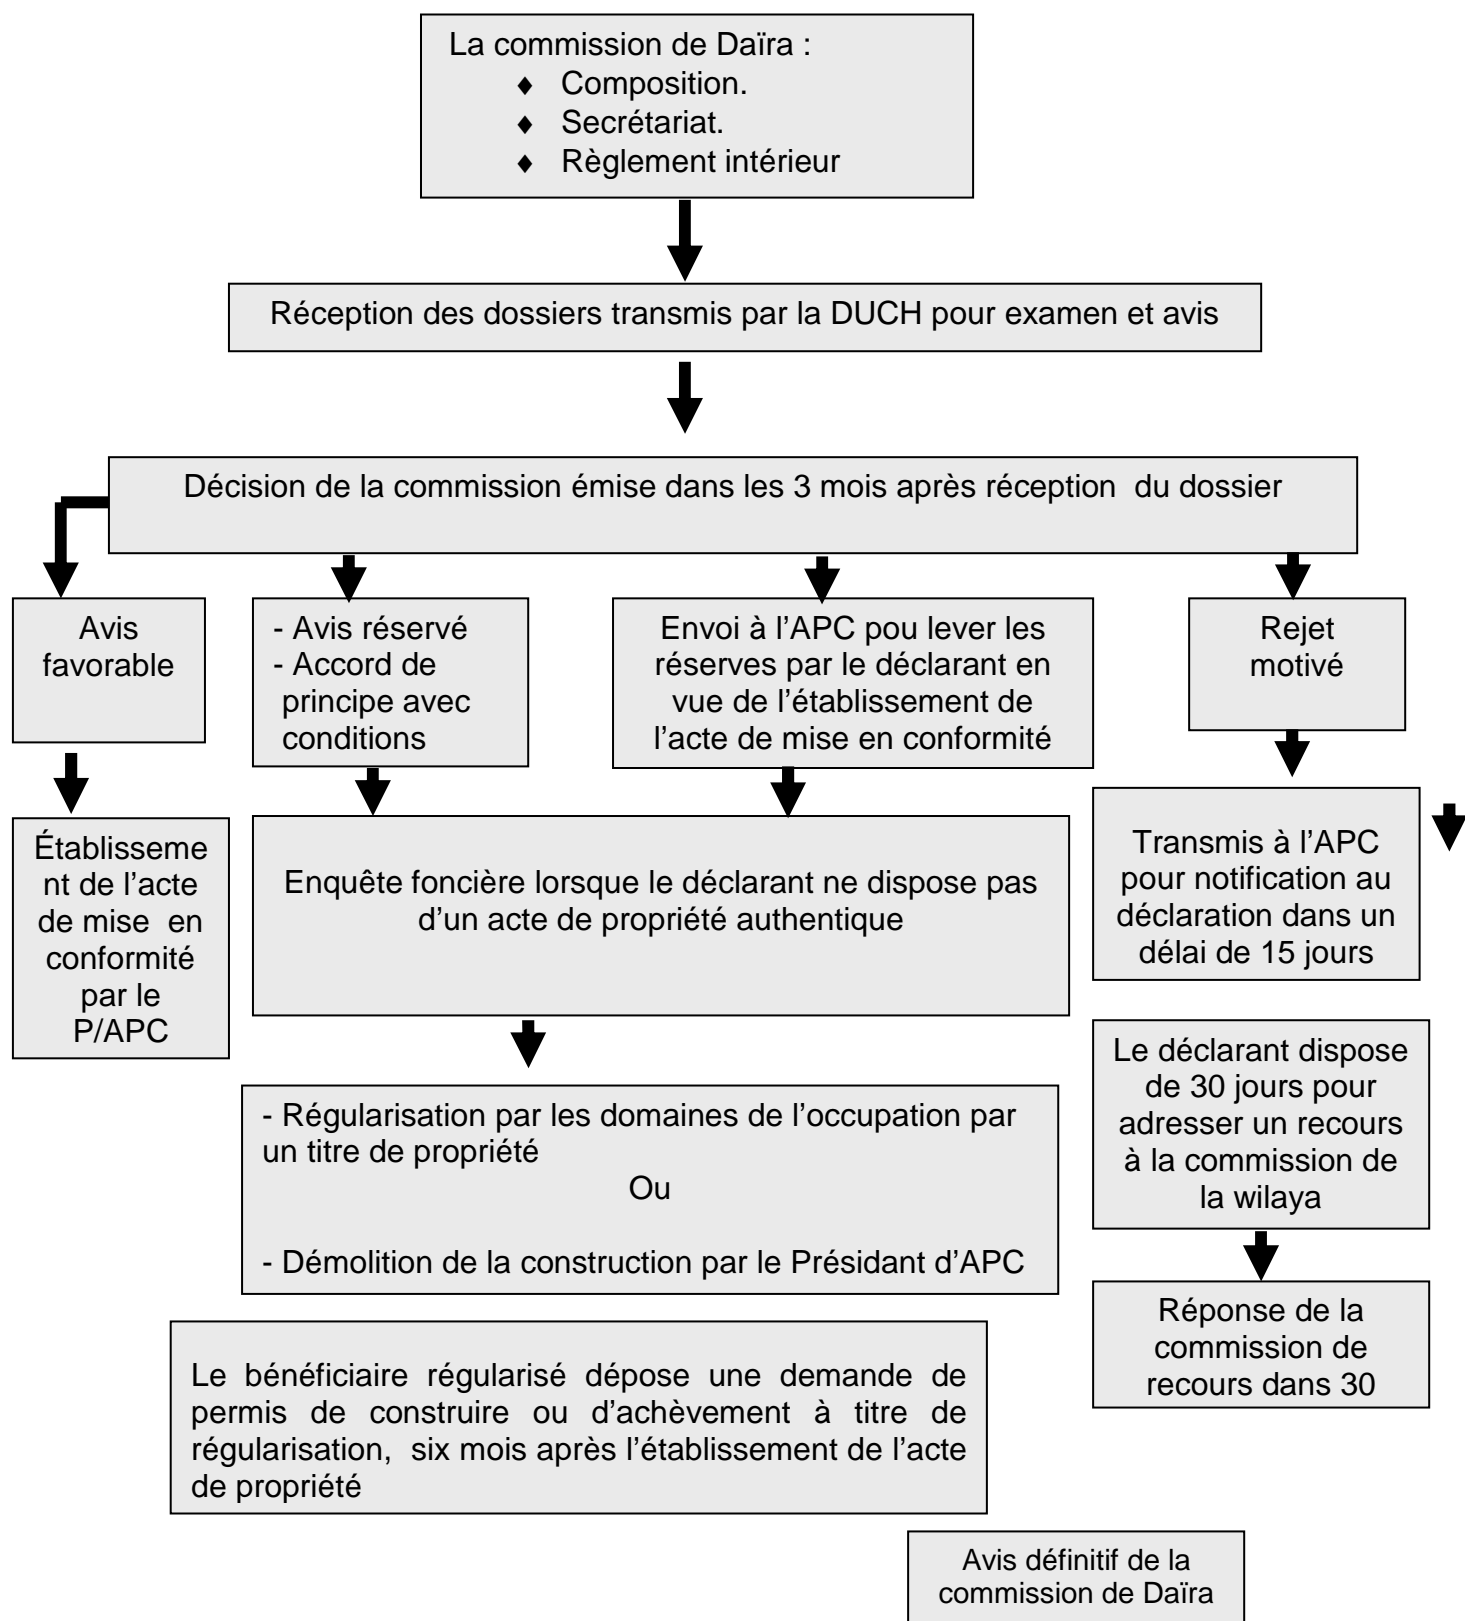 La commission de Daïra :
♦ Composition.
♦ Secrétariat.
♦ Règlement intérieur
Réception des dossiers transmis par la DUCH pour examen et avis
Décision de la commission émise dans les 3 mois après réception du dossier
Avis
favorable
- Avis réservé
- Accord de
principe avec
conditions
Envoi à l’APC pou lever les
réserves par le déclarant en
vue de l’établissement de
l’acte de mise en conformité
Rejet
motivé
Établisseme
nt de l’acte
de mise en
conformité
par le
P/APC
Enquête foncière lorsque le déclarant ne dispose pas
d’un acte de propriété authentique
Transmis à l’APC
pour notification au
déclaration dans un
délai de 15 jours
- Régularisation par les domaines de l’occupation par
un titre de propriété
Ou
- Démolition de la construction par le Présidant d’APC
Le déclarant dispose
de 30 jours pour
adresser un recours
à la commission de
la wilaya
Réponse de la
commission de
recours dans 30
Le bénéficiaire régularisé dépose une demande de
permis de construire ou d’achèvement à titre de
régularisation, six mois après l’établissement de l’acte
de propriété
Avis définitif de la
commission de Daïra